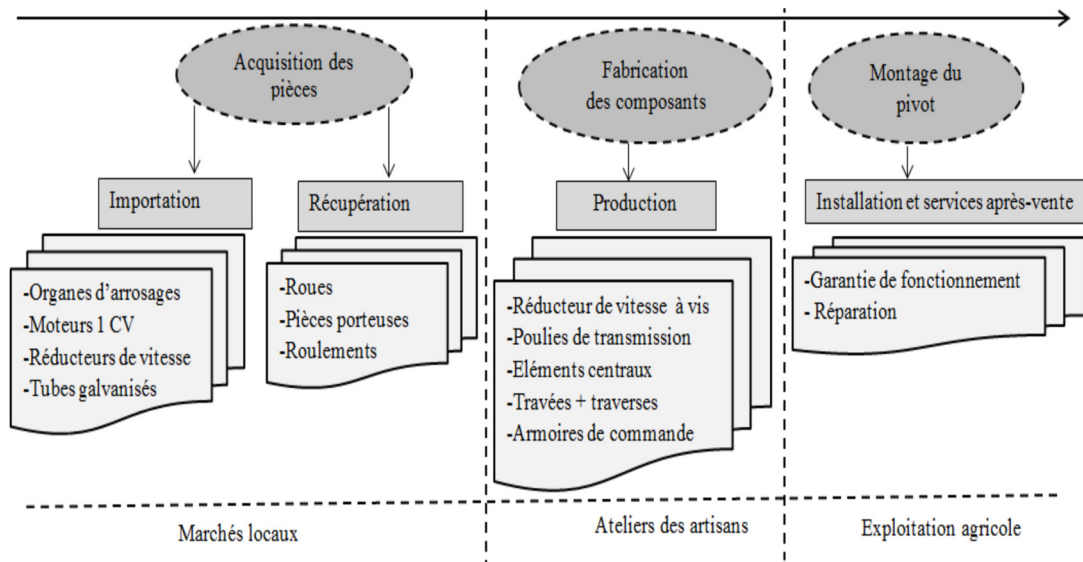 Acquisition des
pièces
Fabrication
des composants
Montage du
pivot
Importation
Récupération
Production
Installation et services après-vente
-Organes d'arrosages
-Moteurs 1 CV
-Réducteurs de vitesse
-Tubes galvanisés
-Roues
-Pièces porteuses
-Roulements
-Réducteur de vitesse à vis
-Poulies de transmission
-Eléments centraux
-Travées + traverses
-Armoires de commande
-Garantie de fonctionnement
- Réparation
Marchés locaux
Ateliers des artisans
Exploitation agricole